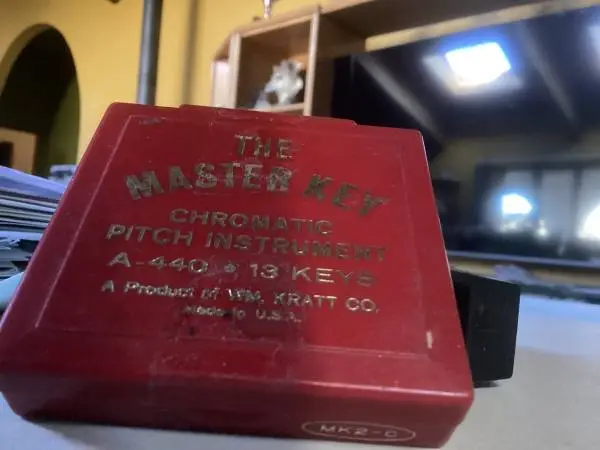 THE
MASTER KEY
CHROMATIC
PITCH INSTRUMENT
A-440 ★ 13 KEYS
A Product of WM. KRATT CO.
Made in U.S.A.
MK2-C